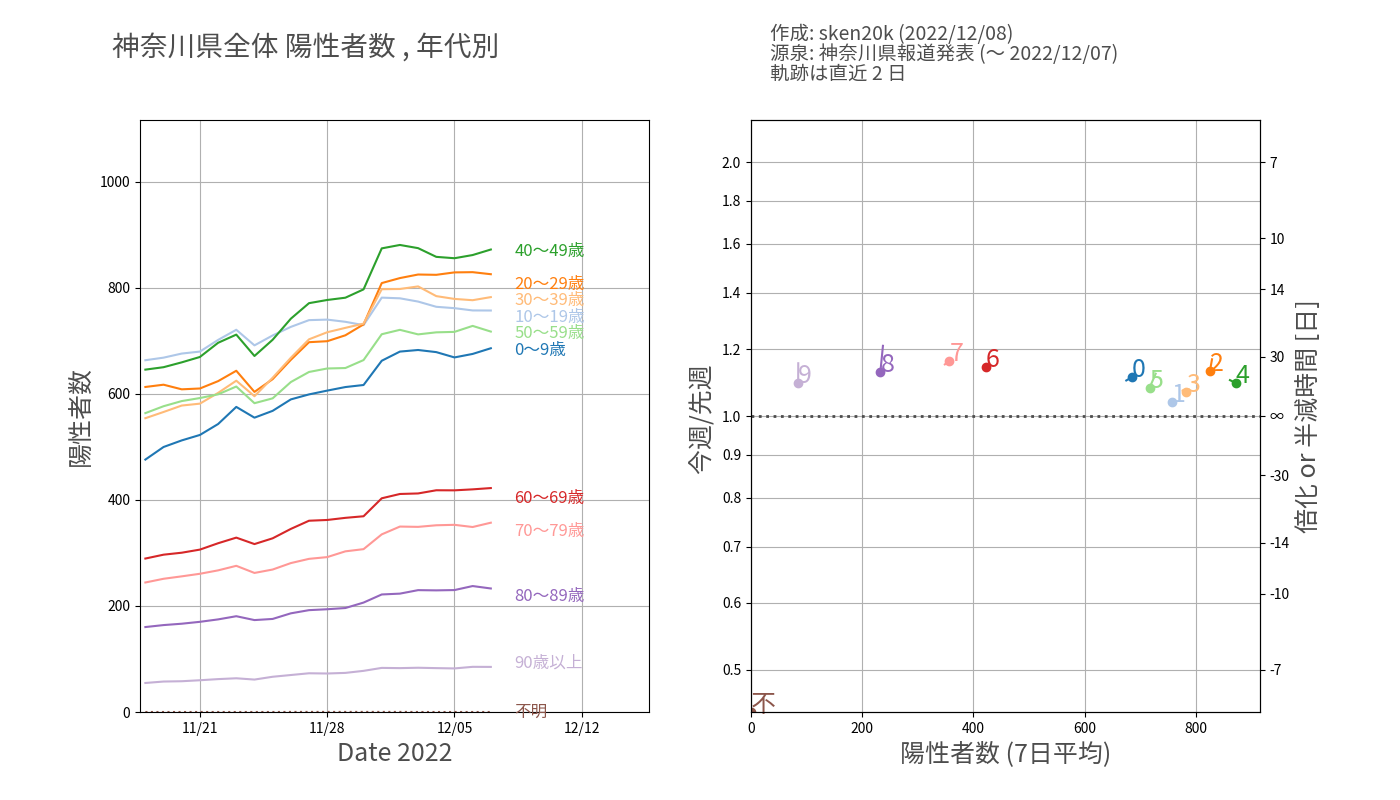 神奈川県全体 陽性者数 , 年代別
作成: sken20k (2022/12/08)
源泉: 神奈川県報道発表 (〜 2022/12/07)
軌跡は直近 2 日
陽性者数
1000
800
600
400
200
0
11/21
11/28
12/05
12/12
Date 2022
40〜49歳
20〜29歳
30〜39歳
10〜19歳
50〜59歳
0〜9歳
60〜69歳
70〜79歳
80〜89歳
90歳以上
不明
今週/先週
2.0
1.8
1.6
1.4
1.2
1.0
0.9
0.8
0.7
0.6
0.5
9
8
7
6
0
5
1
3
2
4
不
0
200
400
600
800
陽性者数 (7日平均)
7
10
14
30
∞
-30
-14
-10
-7
倍化 or 半減時間 [日]